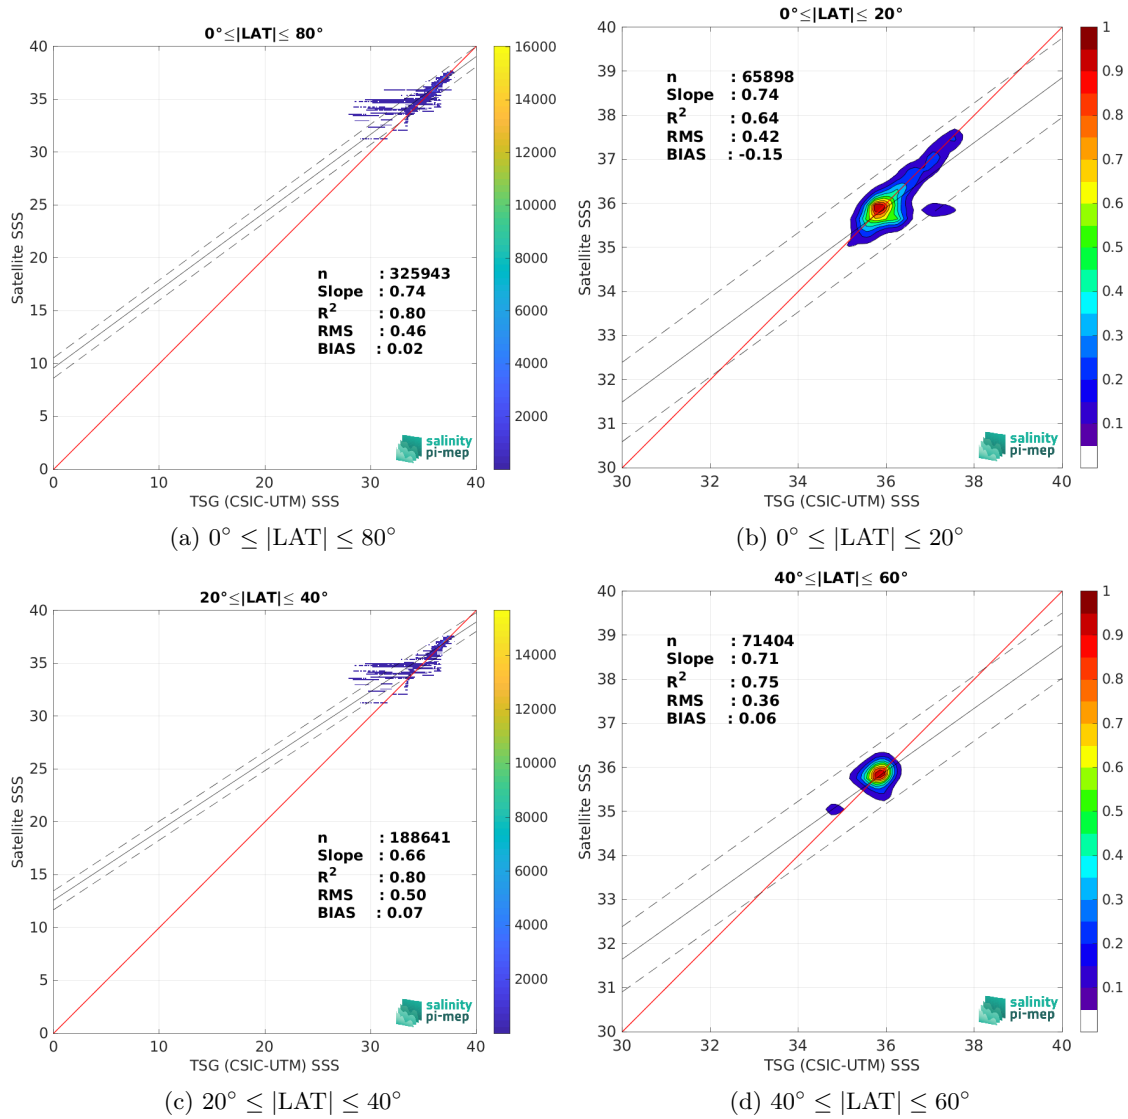 0°≤|LAT|≤ 80°
40
35
30
25
20
15
10
5
0
Satellite SSS
n : 325943
Slope : 0.74
R² : 0.80
RMS : 0.46
BIAS : 0.02
salinity
pi-mep
0 10 20 30 40
TSG (CSIC-UTM) SSS
16000
14000
12000
10000
8000
6000
4000
2000
(a) 0° ≤ |LAT| ≤ 80°
0°≤|LAT|≤ 20°
40
39
38
37
36
35
34
33
32
31
30
Satellite SSS
n : 65898
Slope : 0.74
R² : 0.64
RMS : 0.42
BIAS : -0.15
salinity
pi-mep
30 32 34 36 38 40
TSG (CSIC-UTM) SSS
1
0.9
0.8
0.7
0.6
0.5
0.4
0.3
0.2
0.1
(b) 0° ≤ |LAT| ≤ 20°
20°≤|LAT|≤ 40°
40
35
30
25
20
15
10
5
0
Satellite SSS
n : 188641
Slope : 0.66
R² : 0.80
RMS : 0.50
BIAS : 0.07
salinity
pi-mep
0 10 20 30 40
TSG (CSIC-UTM) SSS
14000
12000
10000
8000
6000
4000
2000
0
(c) 20° ≤ |LAT| ≤ 40°
40°≤|LAT|≤ 60°
40
39
38
37
36
35
34
33
32
31
30
Satellite SSS
n : 71404
Slope : 0.71
R² : 0.75
RMS : 0.36
BIAS : 0.06
salinity
pi-mep
30 32 34 36 38 40
TSG (CSIC-UTM) SSS
1
0.9
0.8
0.7
0.6
0.5
0.4
0.3
0.2
0.1
(d) 40° ≤ |LAT| ≤ 60°